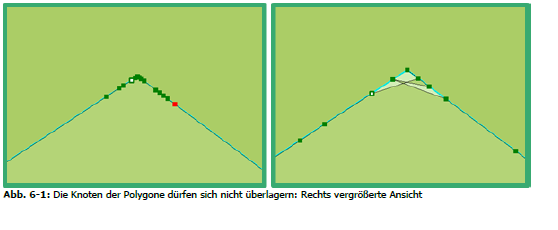 Abb. 6-1: Die Knoten der Polygone dürfen sich nicht überlagern: Rechts vergrößerte Ansicht